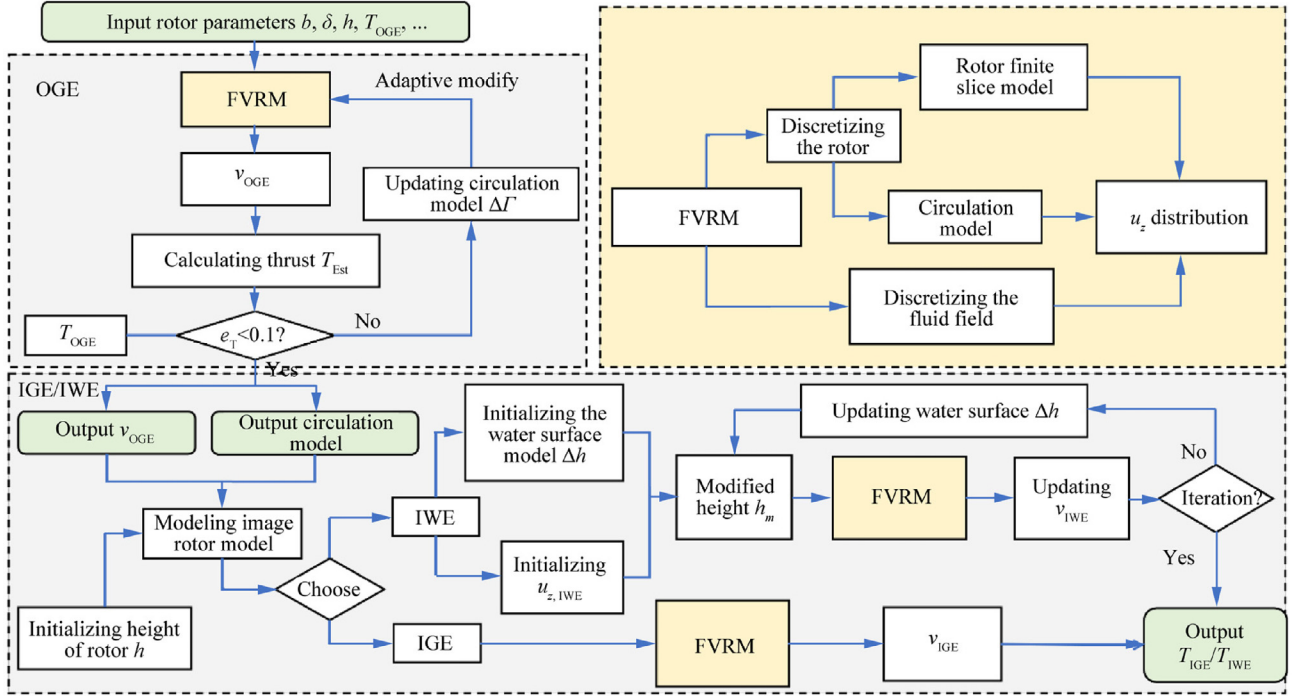 Input rotor parameters b, δ, h, T_OGE, ...
OGE
FVRM
Adaptive modify
v_OGE
Updating circulation
model ΔΓ
Calculating thrust T_Est
T_OGE
e_T<0.1?
No
Yes
Rotor finite
slice model
Discretizing
the rotor
FVRM
Circulation
model
u_z distribution
Discretizing the
fluid field
IGE/IWE
Output v_OGE
Output circulation
model
Modeling image
rotor model
Initializing height
of rotor h
Choose
IWE
Initializing the
water surface
model Δh
Initializing
u_z, IWE
IGE
Updating water surface Δh
Modified
height h_m
FVRM
Updating
v_IWE
Iteration?
No
Yes
FVRM
v_IGE
Output
T_IGE/T_IWE